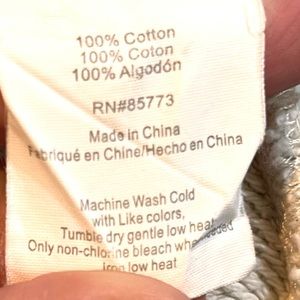 100% Cotton
100% Coton
100% Algodón
RN#85773
Made in China
Fabriqué en Chine/Hecho en China
Machine Wash Cold
with Like colors,
Tumble dry gentle low heat
Only non-chlorine bleach when needed
Iron low heat